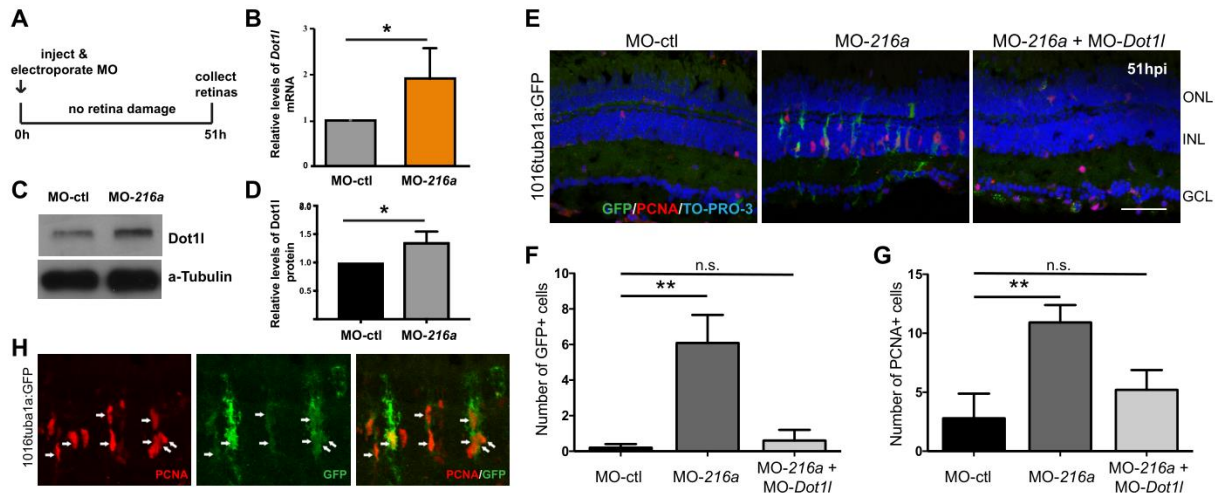 A
inject &
electroporate MO
collect
retinas
no retina damage
0h
51h
B
Relative levels of Dot1l
mRNA
3
2
1
0
*
MO-ctl
MO-216a
C
MO-ctl
MO-216a
Dot1l
a-Tubulin
D
Relative levels of Dot1l
protein
2.0
1.5
1.0
*
MO-ctl
MO-216a
E
MO-ctl
MO-216a
MO-216a + MO-Dot1l
1016tuba1a:GFP
51hpi
ONL
INL
GCL
GFP/PCNA/TO-PRO-3
F
Number of GFP+ cells
10
8
6
4
2
0
n.s.
**
MO-ctl
MO-216a
MO-216a +
MO-Dot1l
G
Number of PCNA+ cells
15
10
5
0
n.s.
**
MO-ctl
MO-216a
MO-216a +
MO-Dot1l
H
1016tuba1a:GFP
PCNA
GFP
PCNA/GFP